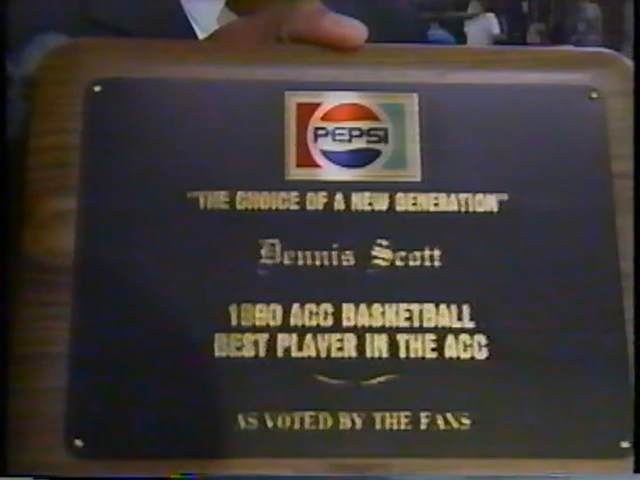 PEPSI
"THE CHOICE OF A NEW GENERATION"
Dennis Scott
1990 ACC BASKETBALL
BEST PLAYER IN THE ACC
AS VOTED BY THE FANS